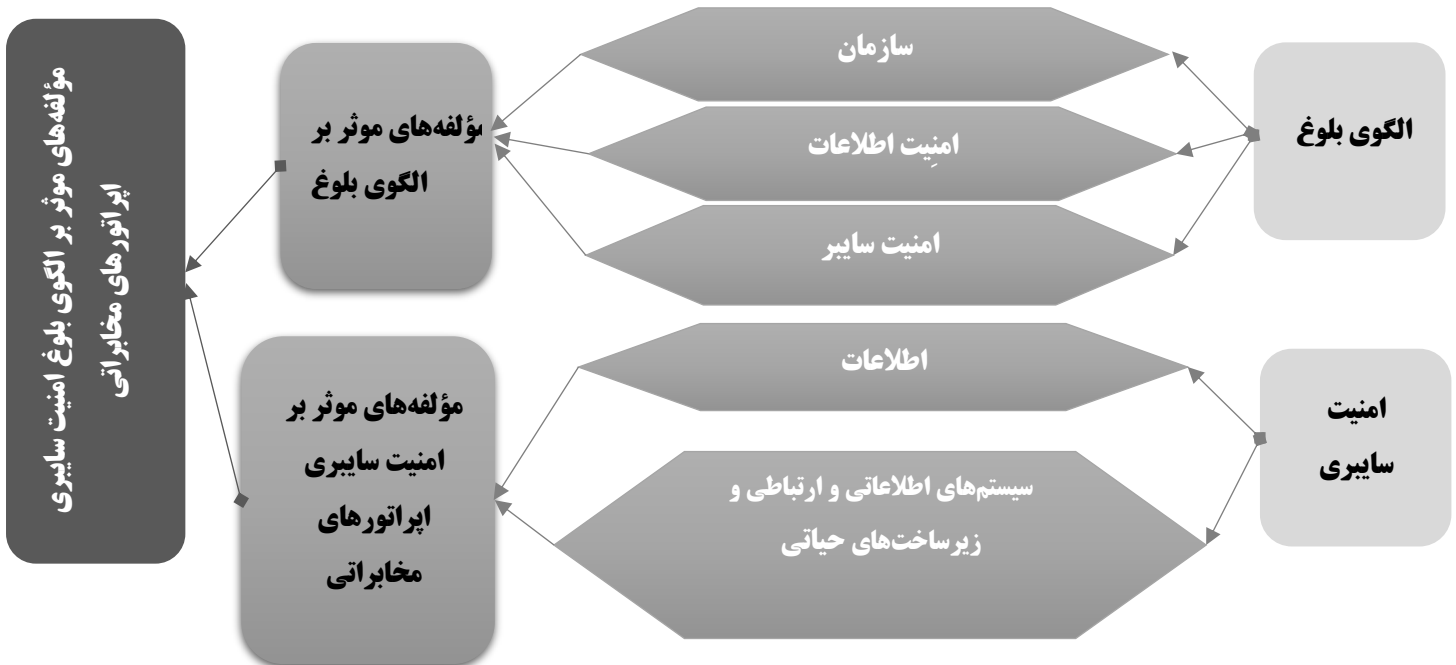 الگوی بلوغ
سازمان
امنِیت اطلاعات
امنیت سایبر
مؤلفه‌های موثر بر
الگوی بلوغ
امنیت
سایبری
اطلاعات
سیستم‌های اطلاعاتی و ارتباطی و
زیرساخت‌های حیاتی
مؤلفه‌های موثر بر
امنیت سایبری
اپراتورهای
مخابراتی
مؤلفه‌های موثر بر الگوی بلوغ امنیت سایبری
اپراتورهای مخابراتی